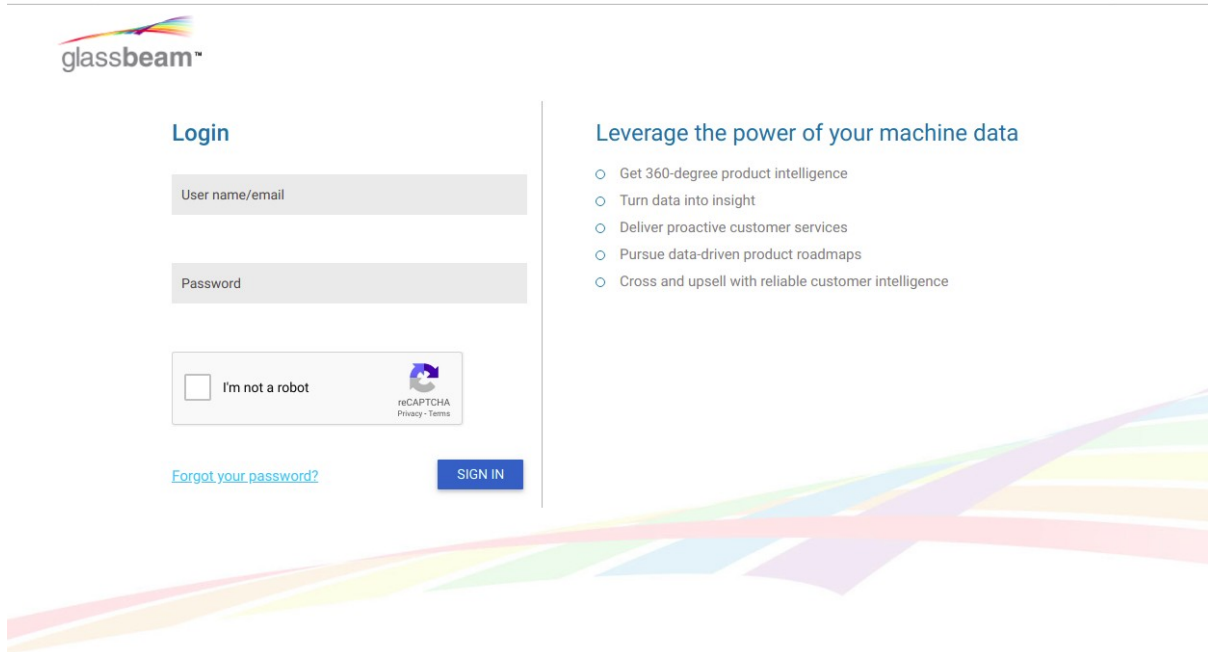 glassbeam™
Login
User name/email
Password
I'm not a robot
reCAPTCHA
Privacy - Terms
Forgot your password?
SIGN IN
Leverage the power of your machine data
Get 360-degree product intelligence
Turn data into insight
Deliver proactive customer services
Pursue data-driven product roadmaps
Cross and upsell with reliable customer intelligence